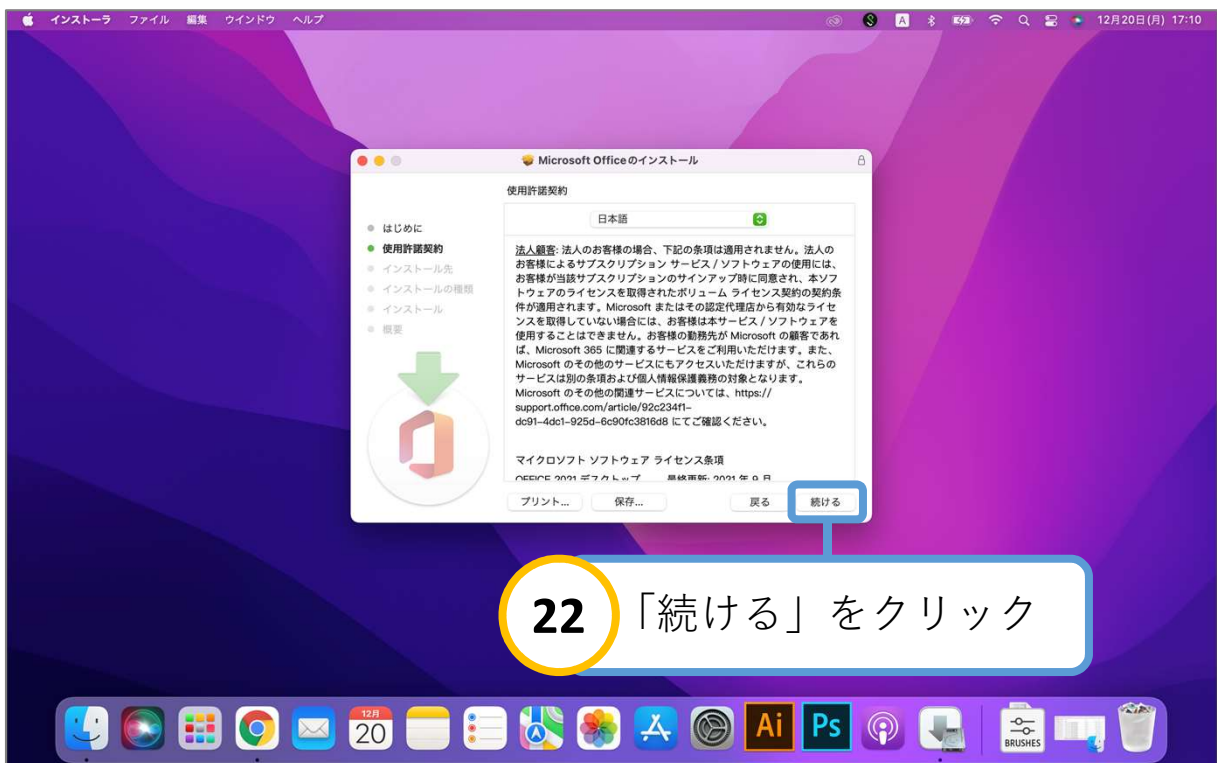 インストーラ ファイル 編集 ウインドウ ヘルプ
A
12月20日(月) 17:10
Microsoft Officeのインストール
使用許諾契約
日本語
はじめに
使用許諾契約
インストール先
インストールの種類
インストール
概要
法人顧客: 法人のお客様の場合、下記の条項は適用されません。法人の
お客様によるサブスクリプション サービス / ソフトウェアの使用には、
お客様が当該サブスクリプションのサインアップ時に同意され、本ソフ
トウェアのライセンスを取得されたボリューム ライセンス契約の契約条
件が適用されます。Microsoft またはその認定代理店から有効なライセ
ンスを取得していない場合には、お客様は本サービス / ソフトウェアを
使用することはできません。お客様の勤務先が Microsoft の顧客であれ
ば、Microsoft 365 に関連するサービスをご利用いただけます。また、
Microsoft のその他のサービスにもアクセスいただけますが、これらの
サービスは別の条項および個人情報保護義務の対象となります。
Microsoft のその他の関連サービスについては、https://
support.office.com/article/92c234f1-
dc91-4dc1-925d-6c90fc3816d8 にてご確認ください。
マイクロソフト ソフトウェア ライセンス条項
OFFICE 2021 デスクトップ 最終更新: 2021 年 9 月
プリント... 保存... 戻る 続ける
22 「続ける」をクリック
12月
20
Ai
Ps
BRUSHES